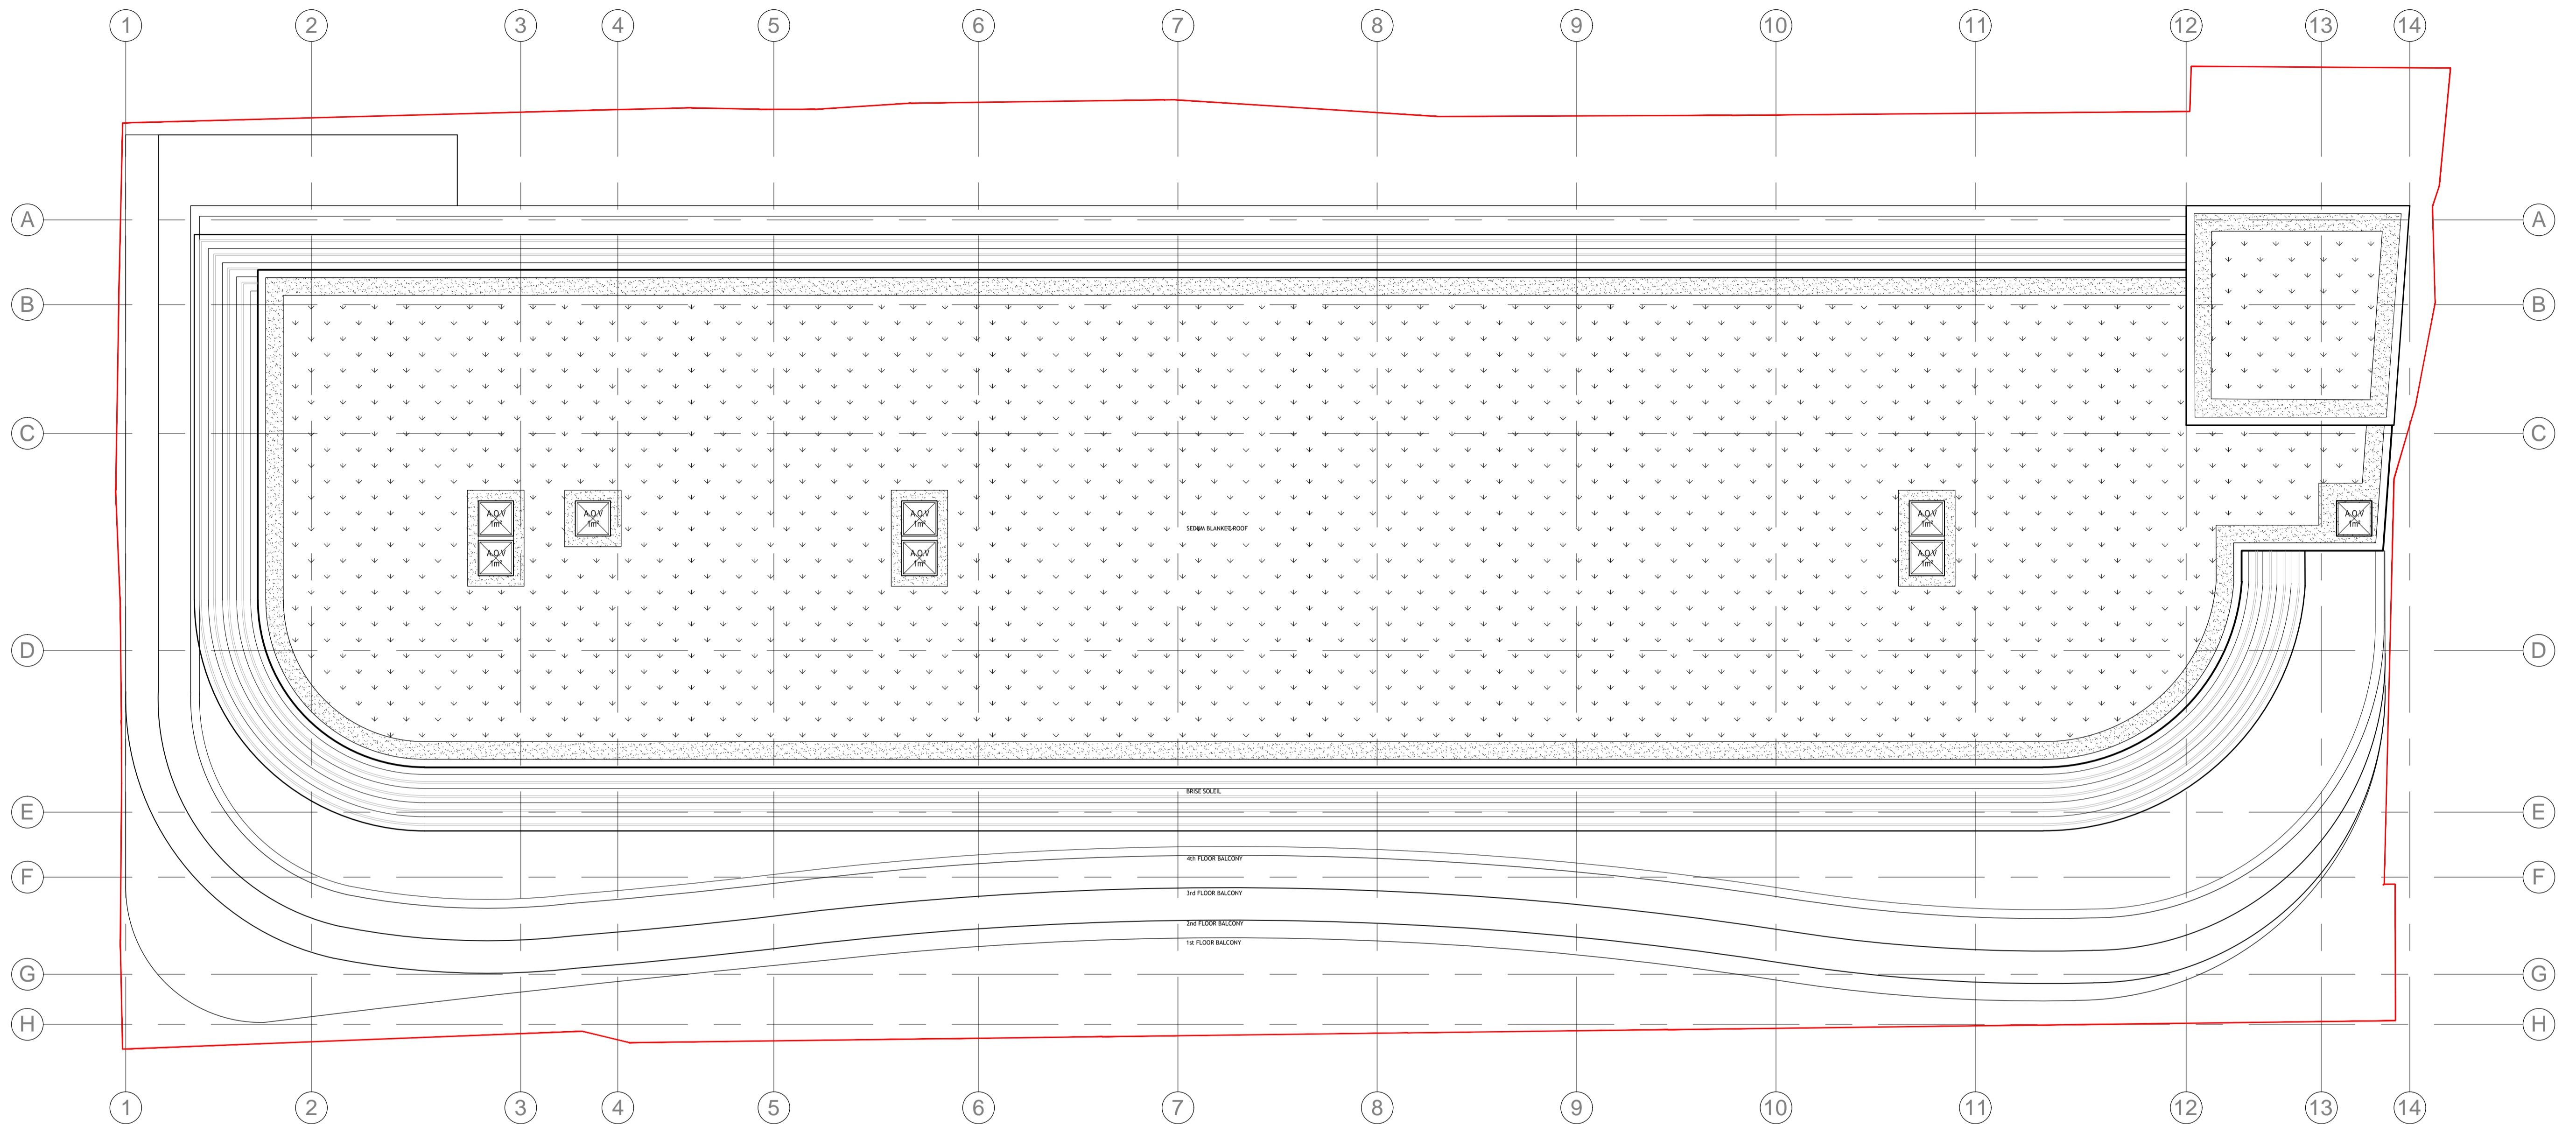 1 2 3 4 5 6 7 8 9 10 11 12 13 14
A A
B B
C C
A.O.V A.O.V A.O.V A.O.V A.O.V
1m² 1m² 1m² 1m² 1m²
SEDUM BLANKET ROOF
A.O.V A.O.V A.O.V
1m² 1m² 1m²
D D
BRISE SOLEIL
E E
4th FLOOR BALCONY
F F
3rd FLOOR BALCONY
2nd FLOOR BALCONY
1st FLOOR BALCONY
G G
H H
1 2 3 4 5 6 7 8 9 10 11 12 13 14